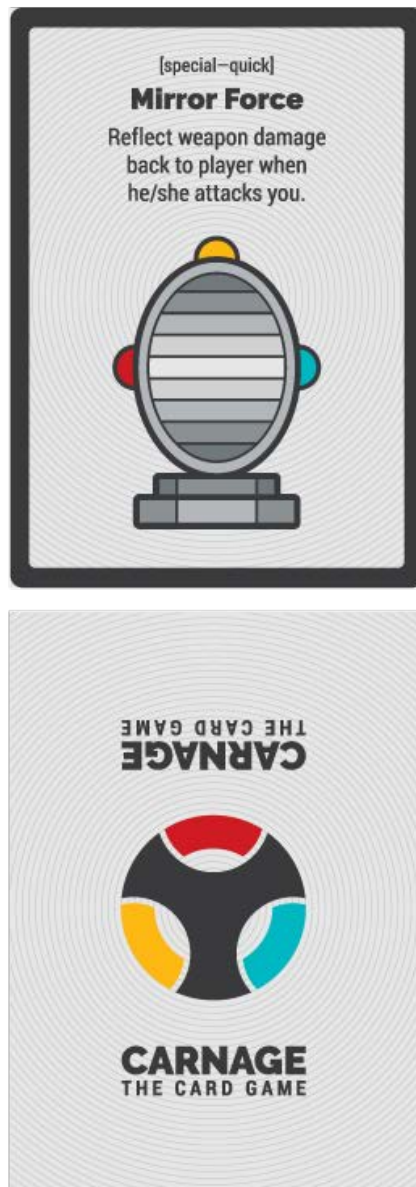 [special–quick]
Mirror Force
Reflect weapon damage
back to player when
he/she attacks you.
CARNAGE
THE CARD GAME
CARNAGE
THE CARD GAME